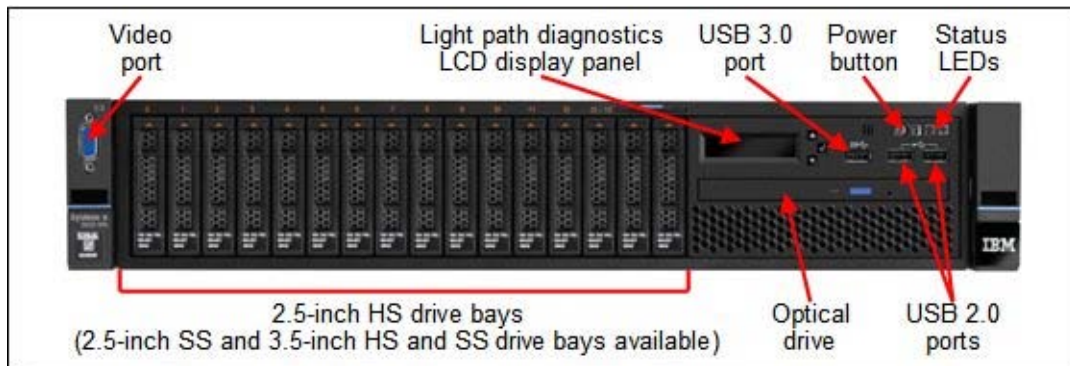 Video
port
Light path diagnostics
LCD display panel
USB 3.0
port
Power
button
Status
LEDs
IBM
2.5-inch HS drive bays
(2.5-inch SS and 3.5-inch HS and SS drive bays available)
Optical
drive
USB 2.0
ports